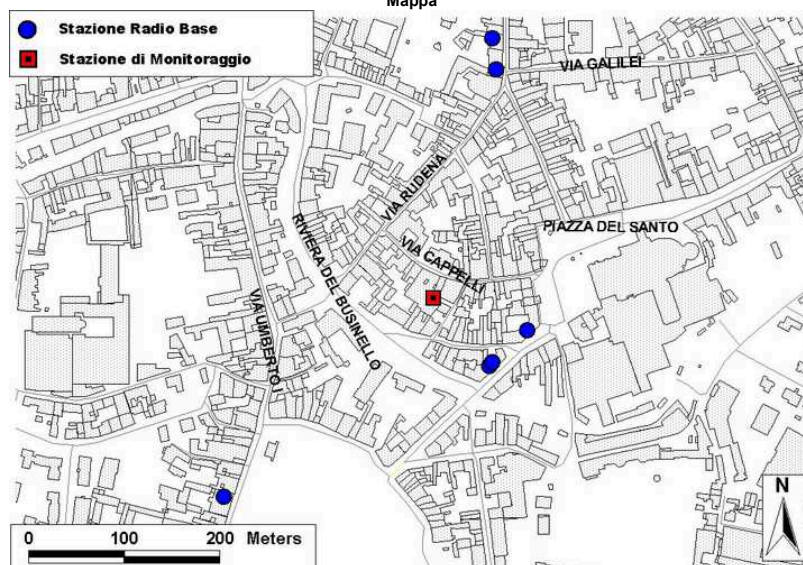 Mappa
Stazione Radio Base
Stazione di Monitoraggio
VIA GALILEI
VIA RUDENA
PIAZZA DEL SANTO
VIA CAPPELLI
RIVIERA DEL BUSINELLO
VIA UMBERTO I
N
0 100 200 Meters